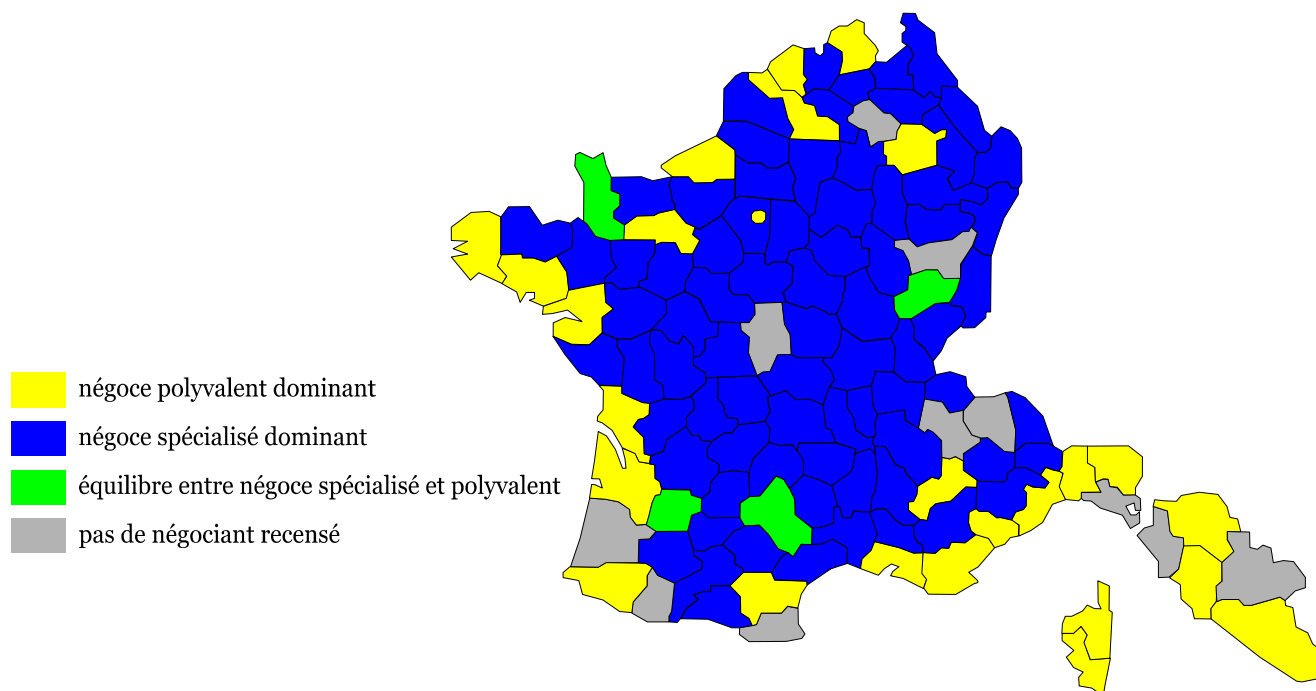 négoce polyvalent dominant
négoce spécialisé dominant
équilibre entre négoce spécialisé et polyvalent
pas de négociant recensé